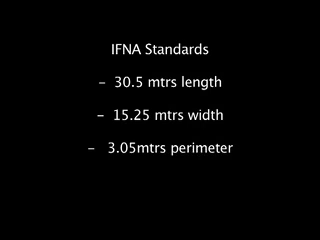 IFNA Standards
- 30.5 mtrs length
- 15.25 mtrs width
- 3.05mtrs perimeter